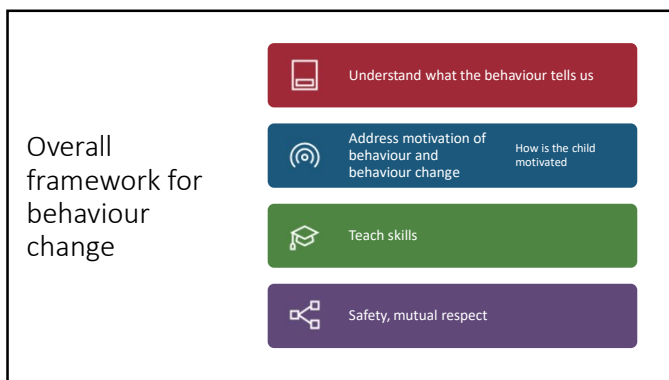 Overall
framework for
behaviour
change
Understand what the behaviour tells us
Address motivation of
behaviour and
behaviour change
How is the child
motivated
Teach skills
Safety, mutual respect